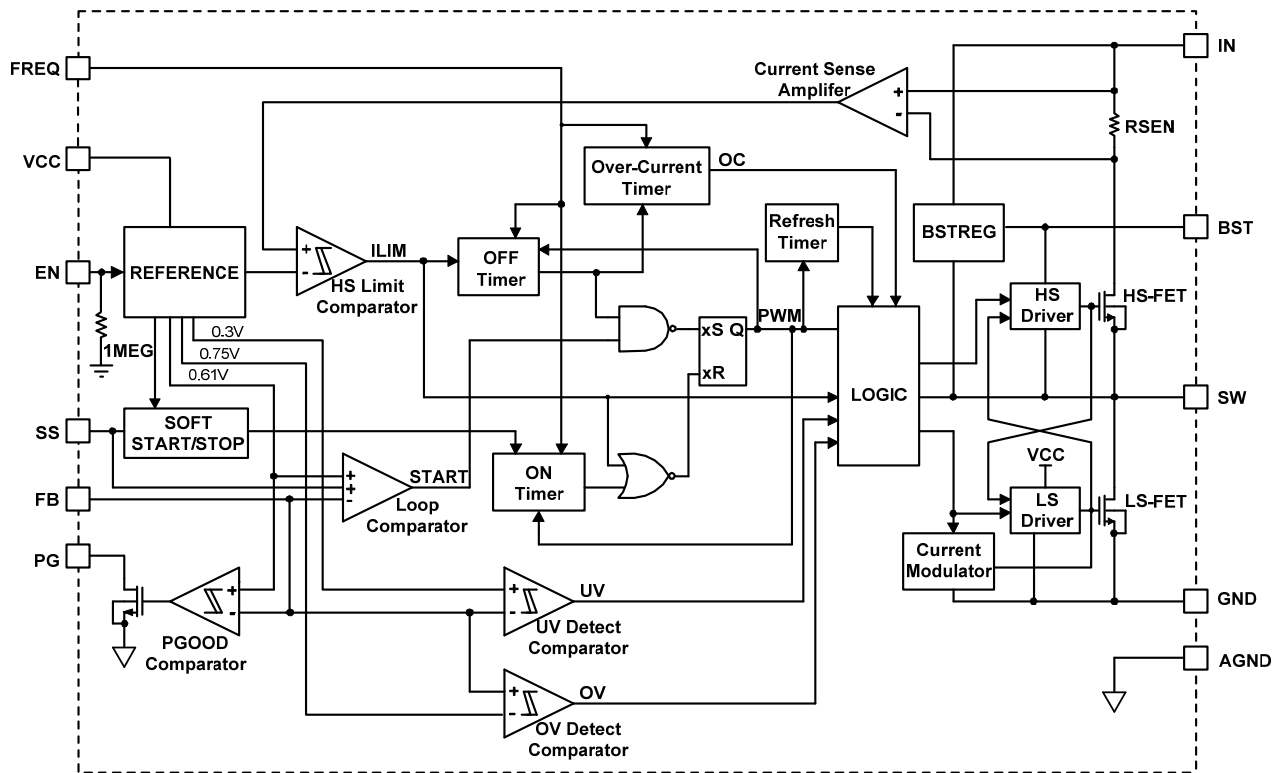 FREQ
VCC
EN
REFERENCE
1MEG
0.3V
0.75V
0.61V
SS
SOFT
START/STOP
FB
PG
+
-
PGOOD
Comparator
+
-
ILIM
HS Limit
Comparator
+
+
-
START
Loop
Comparator
Current Sense
Amplifer
+
-
Over-Current
Timer
OC
OFF
Timer
Refresh
Timer
xS Q
xR
PWM
ON
Timer
+
-
UV
UV Detect
Comparator
+
-
OV
OV Detect
Comparator
LOGIC
IN
RSEN
BSTREG
BST
HS
Driver
HS-FET
SW
VCC
LS
Driver
LS-FET
Current
Modulator
GND
AGND